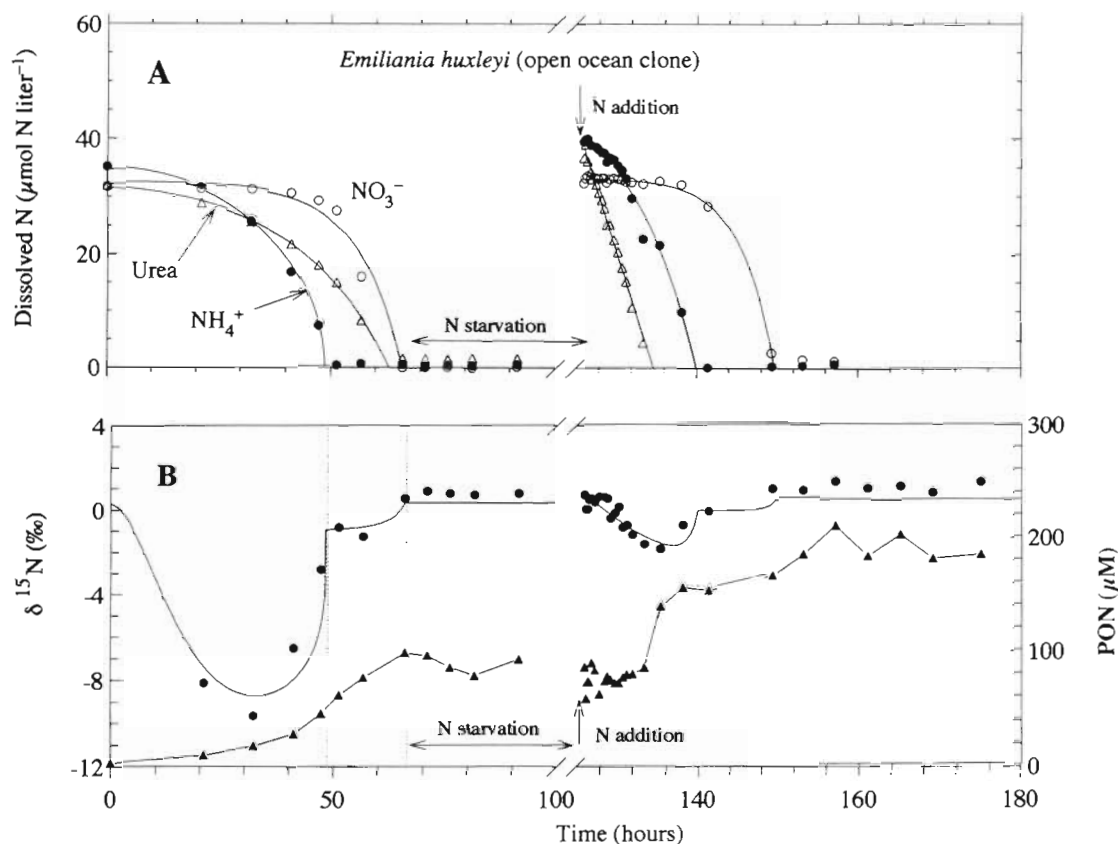 60
40
20
0
Dissolved N (μmol N liter⁻¹)
A
Emiliania huxleyi (open ocean clone)
N addition
NO₃⁻
Urea
NH₄⁺
N starvation
4
0
-4
-8
-12
δ ¹⁵N (‰)
B
N starvation
N addition
300
200
100
0
PON (μM)
0
50
100
140
160
180
Time (hours)